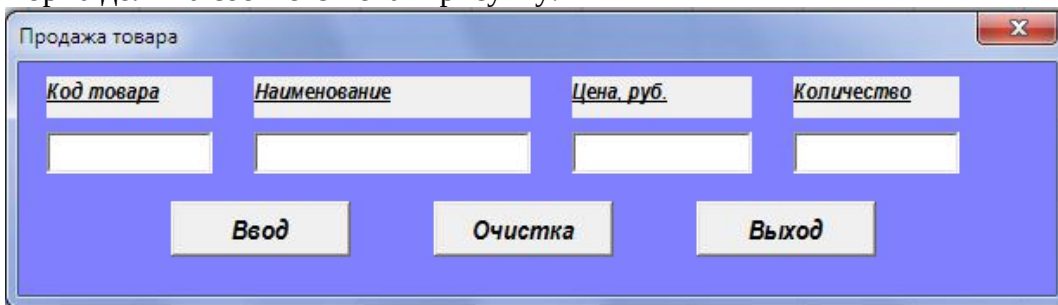 Продажа товара
Код товара Наименование Цена, руб. Количество
Ввод Очистка Выход